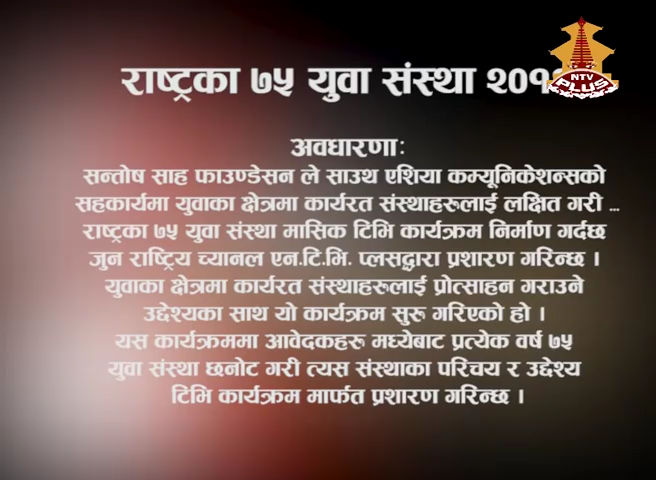 राष्ट्रका ७५ युवा संस्था
NTV
PLUS
अवधारणाः
सन्तोष साह फाउण्डेसन ले साउथ एशिया कम्यूनिकेशन्सको
सहकार्यमा युवाका क्षेत्रमा कार्यरत संस्थाहरुलाई लक्षित गरी ...
राष्ट्रका ७५ युवा संस्था मासिक टिभि कार्यक्रम निर्माण गर्दछ
जुन राष्ट्रिय च्यानल एन.टि.भि. प्लसद्वारा प्रशारण गरिन्छ ।
युवाका क्षेत्रमा कार्यरत संस्थाहरुलाई प्रोत्साहन गराउने
उद्देश्यका साथ यो कार्यक्रम सुरू गरिएको हो ।
यस कार्यक्रममा आवेदकहरू मध्येबाट प्रत्येक वर्ष ७५
युवा संस्था छनोट गरी त्यस संस्थाका परिचय र उद्देश्य
टिभि कार्यक्रम मार्फत प्रशारण गरिन्छ ।